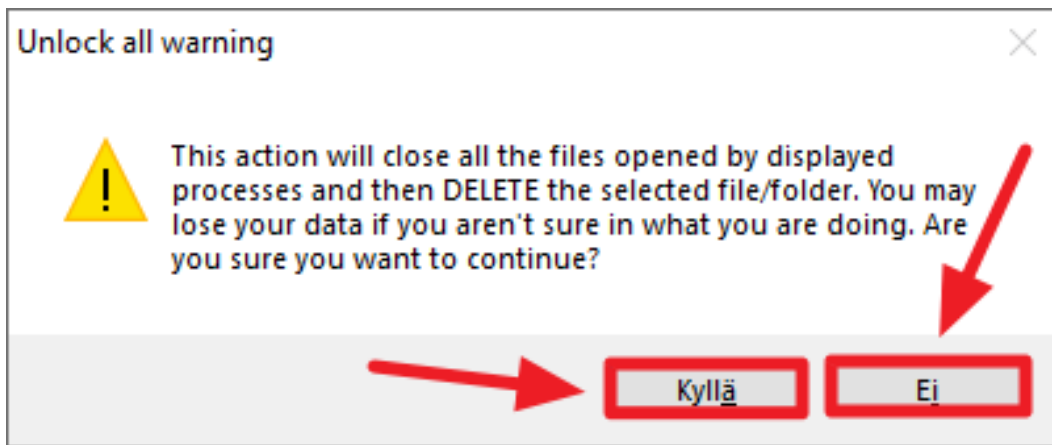 Unlock all warning
This action will close all the files opened by displayed
processes and then DELETE the selected file/folder. You may
lose your data if you aren't sure in what you are doing. Are
you sure you want to continue?
Kyllä
Ei